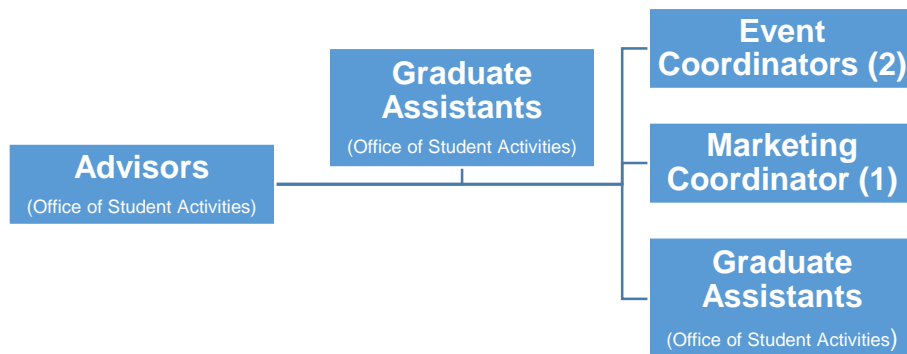 Advisors
(Office of Student Activities)
Graduate
Assistants
(Office of Student Activities)
Event
Coordinators (2)
Marketing
Coordinator (1)
Graduate
Assistants
(Office of Student Activities)